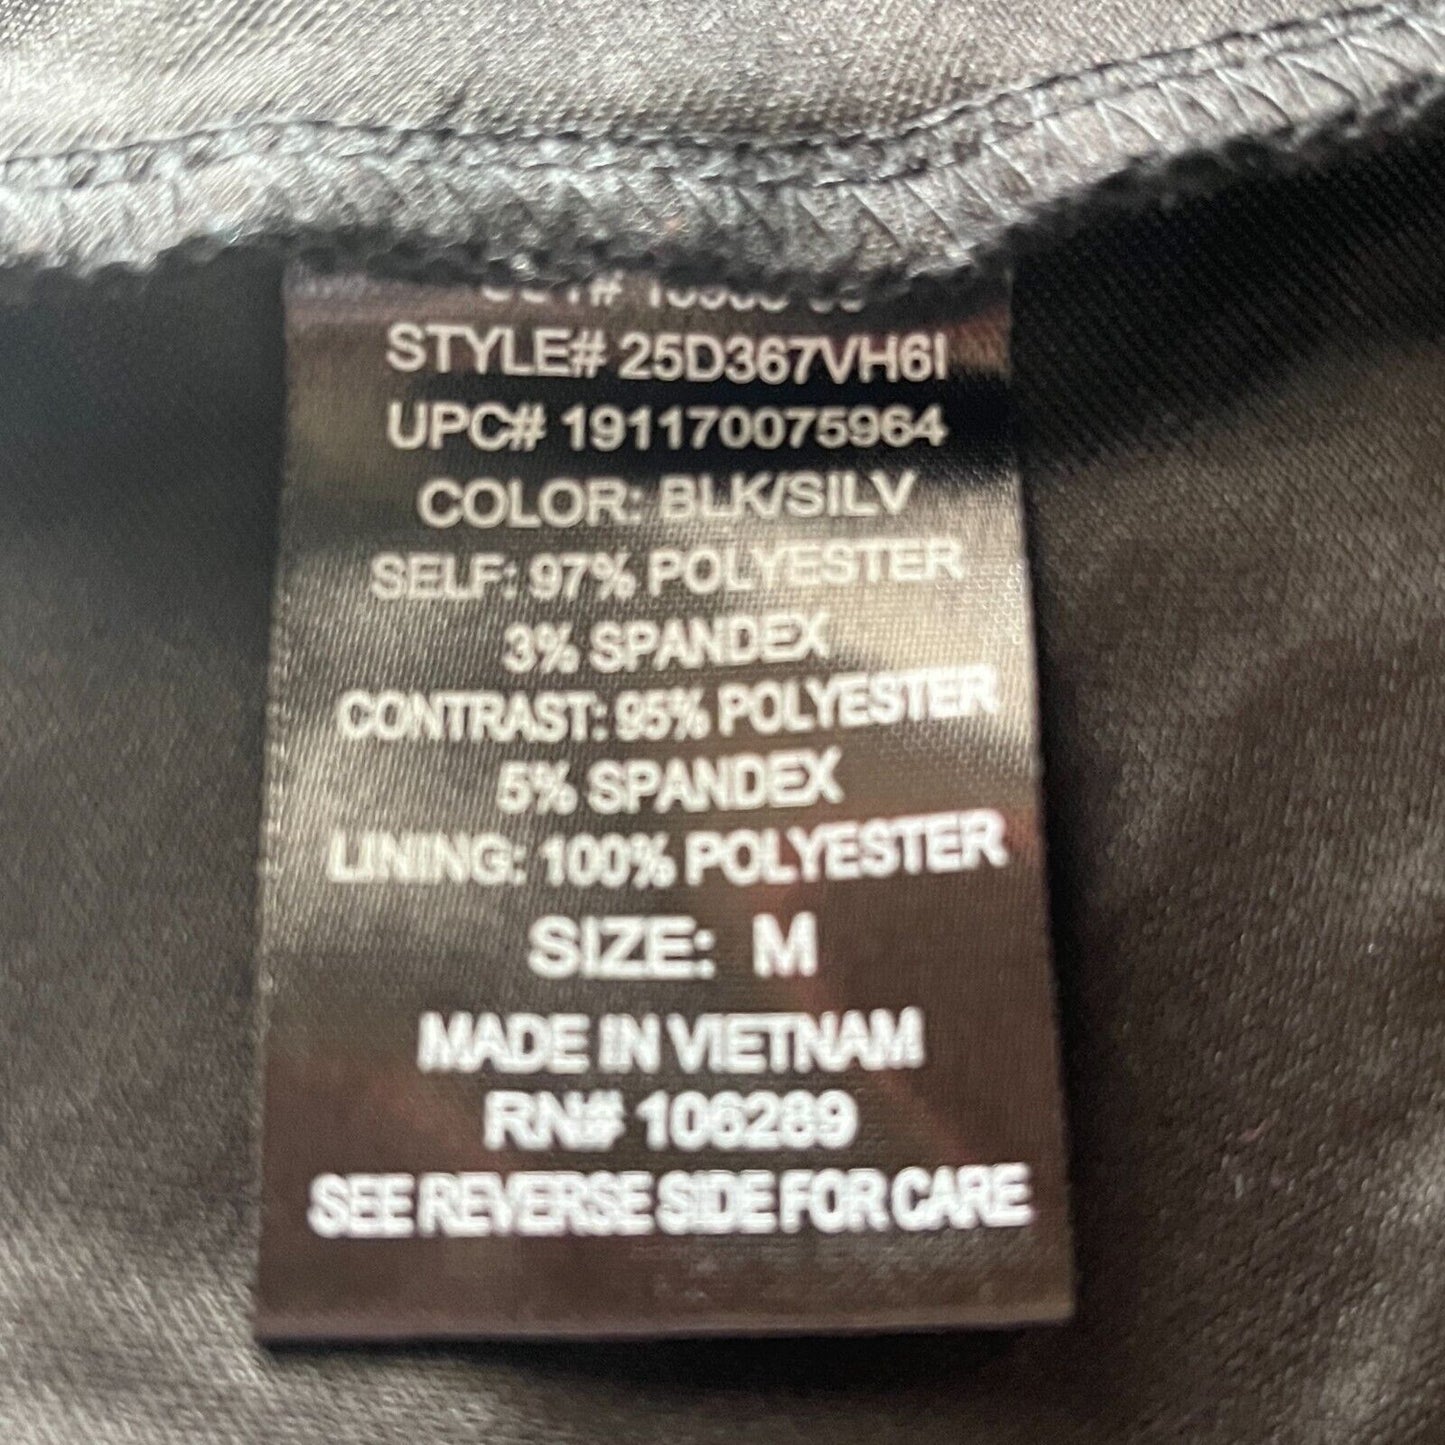 STYLE# 25D367VH6I
UPC# 191170075964
COLOR: BLK/SILV
SELF: 97% POLYESTER
3% SPANDEX
CONTRAST: 95% POLYESTER
5% SPANDEX
LINING: 100% POLYESTER
SIZE: M
MADE IN VIETNAM
RN# 106289
SEE REVERSE SIDE FOR CARE